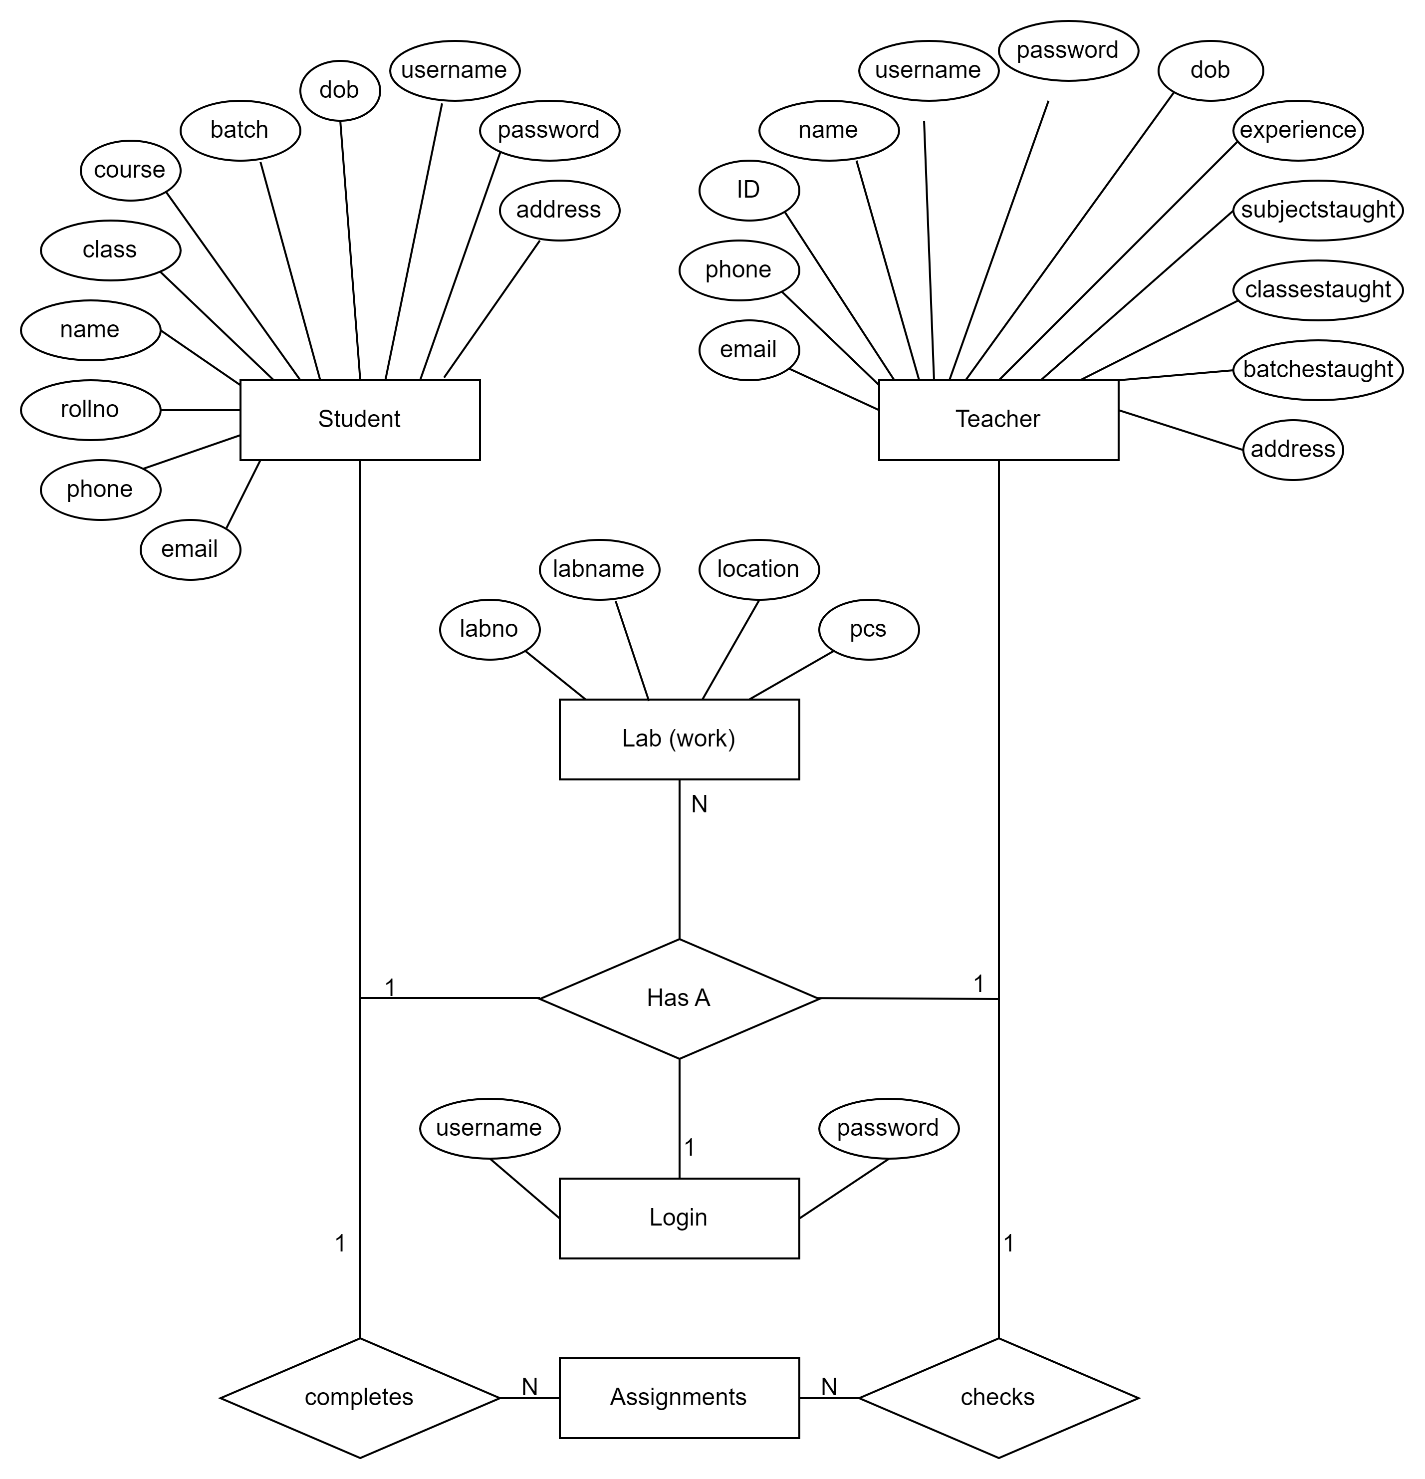 username
password
dob
username
password
dob
batch
name
experience
course
ID
address
subjectstaught
class
phone
classestaught
name
email
batchestaught
rollno
Student
Teacher
address
phone
email
labname
location
labno
pcs
Lab (work)
N
1
Has A
1
username
password
1
Login
1
1
completes
N
Assignments
N
checks